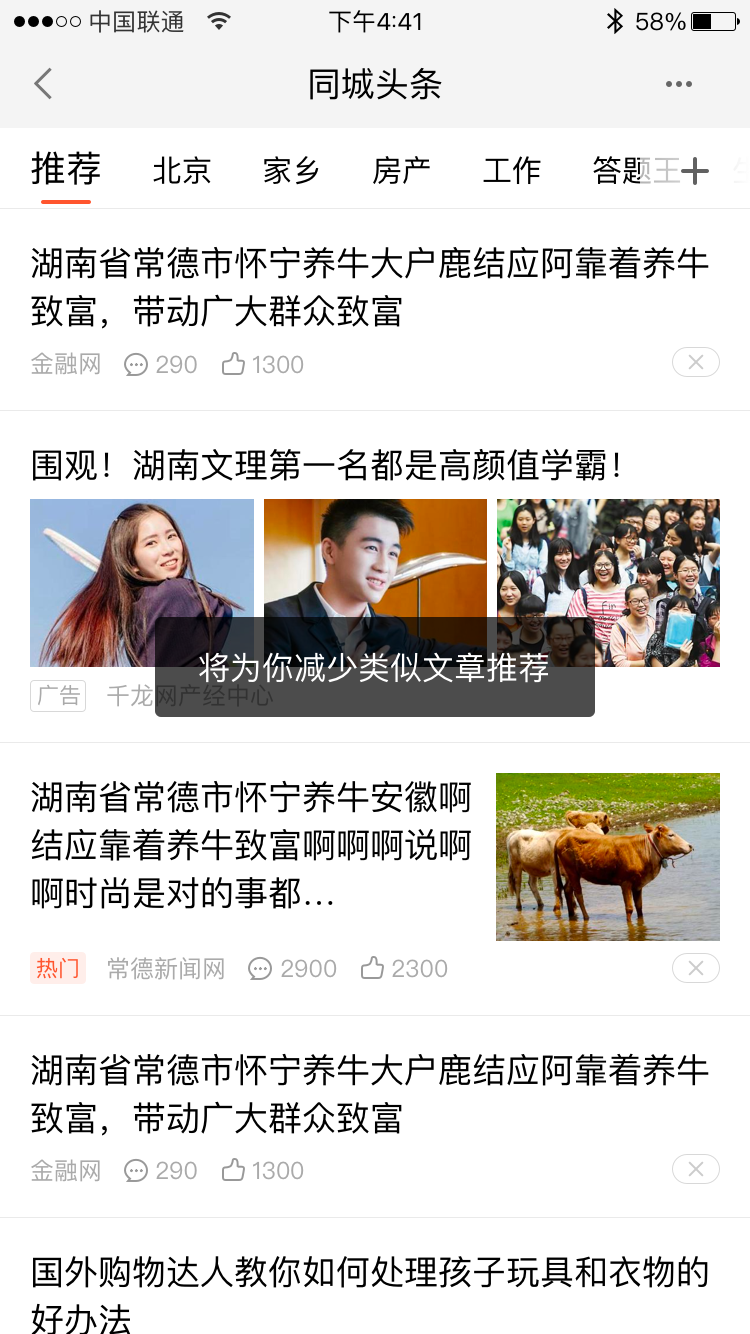 中国联通 下午4:41 58%
同城头条
推荐 北京 家乡 房产 工作 答题王
湖南省常德市怀宁养牛大户鹿结应阿靠着养牛
致富，带动广大群众致富
金融网 290 1300
围观！湖南文理第一名都是高颜值学霸！
将为你减少类似文章推荐
广告 千龙网产经中心
湖南省常德市怀宁养牛安徽啊
结应靠着养牛致富啊啊啊说啊
啊时尚是对的事都...
热门 常德新闻网 2900 2300
湖南省常德市怀宁养牛大户鹿结应阿靠着养牛
致富，带动广大群众致富
金融网 290 1300
国外购物达人教你如何处理孩子玩具和衣物的
好办法